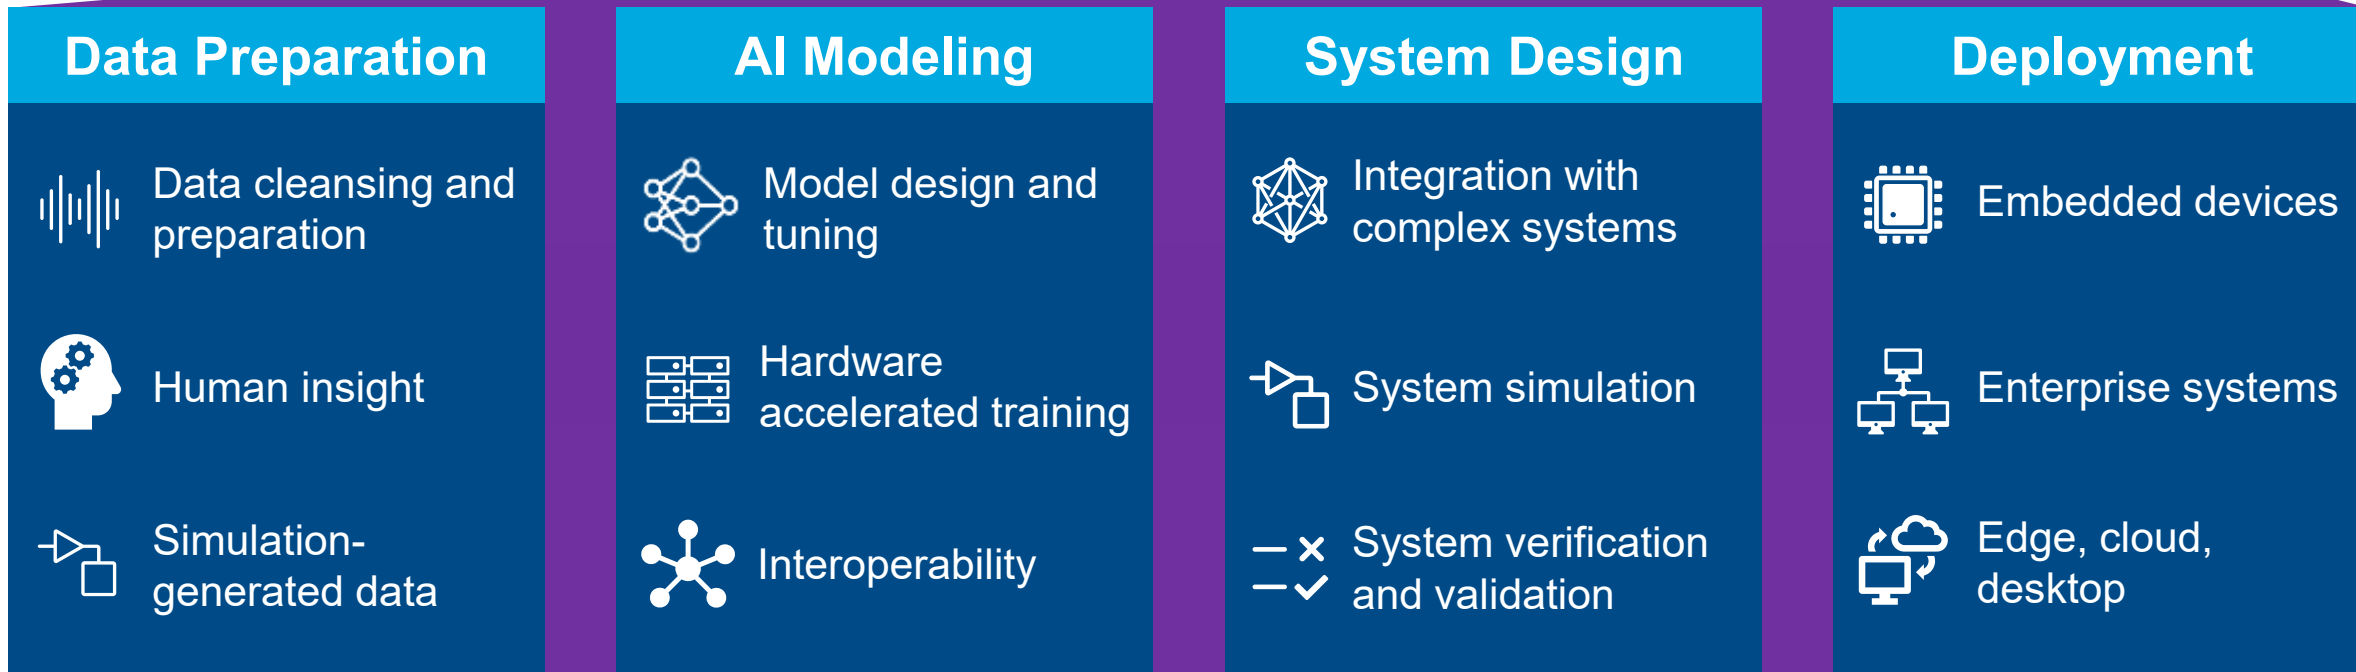 Data Preparation
Data cleansing and
preparation
Human insight
Simulation-
generated data
AI Modeling
Model design and
tuning
Hardware
accelerated training
Interoperability
System Design
Integration with
complex systems
System simulation
System verification
and validation
Deployment
Embedded devices
Enterprise systems
Edge, cloud,
desktop